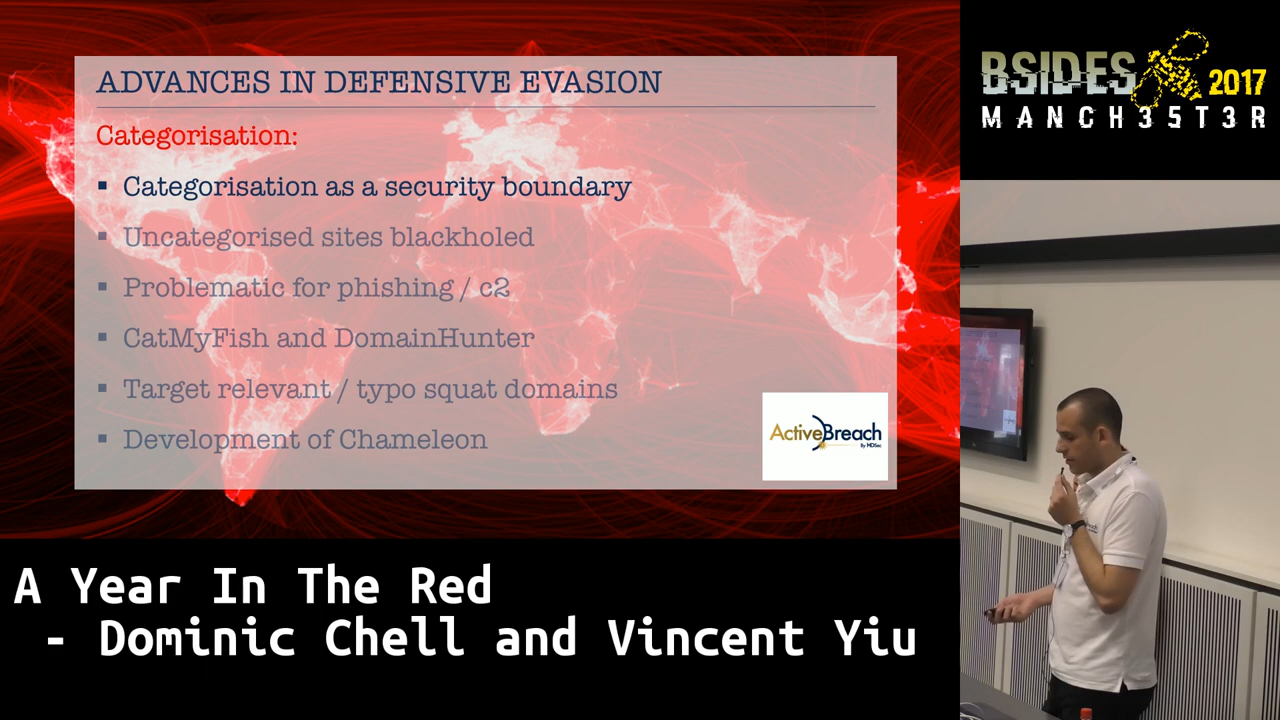 ADVANCES IN DEFENSIVE EVASION
Categorisation:
▪ Categorisation as a security boundary
▪ Uncategorised sites blackholed
▪ Problematic for phishing / c2
▪ CatMyFish and DomainHunter
▪ Target relevant / typo squat domains
▪ Development of Chameleon
ActiveBreach
By MDSec
A Year In The Red
- Dominic Chell and Vincent Yiu
BSIDES 2017
MANCH35T3R